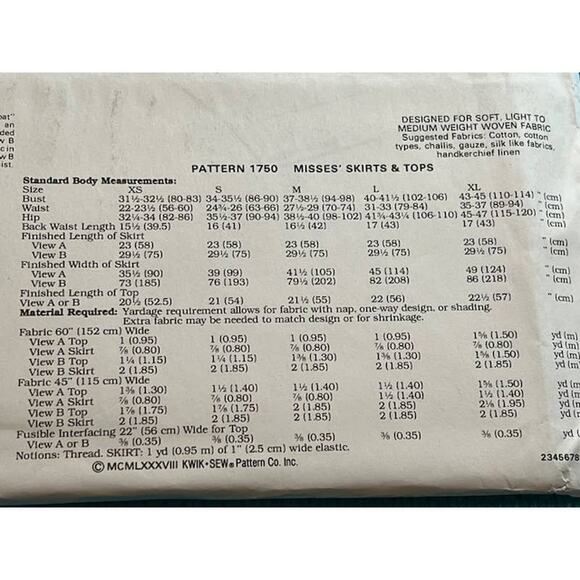 oat"
an
ded
w B
c in
w B
ist.
DESIGNED FOR SOFT, LIGHT TO
MEDIUM WEIGHT WOVEN FABRIC
Suggested Fabrics: Cotton, cotton
types, challis, gauze, silk like fabrics,
handkerchief linen
PATTERN 1750 MISSES' SKIRTS & TOPS
Standard Body Measurements:
Size XS S M L XL
Bust 31½-32½ (80-83) 34-35½ (86-90) 37-38½ (94-98) 40-41½ (102-106) 43-45 (110-114) " (cm)
Waist 22-23½ (56-60) 24¾-26 (63-66) 27½-29 (70-74) 31-33 (79-84) 35-37 (89-94) " (cm)
Hip 32¼-34 (82-86) 35½-37 (90-94) 38½-40 (98-102) 41¾-43¼ (106-110) 45-47 (115-120) " (cm)
Back Waist Length 15½ (39.5) 16 (41) 16½ (42) 17 (43) 17 (43) " (cm)
Finished Length of Skirt
View A 23 (58) 23 (58) 23 (58) 23 (58) 23 (58) " (cm)
View B 29½ (75) 29½ (75) 29½ (75) 29½ (75) 29½ (75) " (cm)
Finished Width of Skirt
View A 35½ (90) 39 (99) 41½ (105) 45 (114) 49 (124) " (cm)
View B 73 (185) 76 (193) 79½ (202) 82 (208) 86 (218) " (cm)
Finished Length of Top
View A or B 20½ (52.5) 21 (54) 21½ (55) 22 (56) 22½ (57) " (cm)
Material Required: Yardage requirement allows for fabric with nap, one-way design, or shading.
Extra fabric may be needed to match design or for shrinkage.
Fabric 60" (152 cm) Wide
View A Top 1 (0.95) 1 (0.95) 1 (0.95) 1 (0.95) 1⅝ (1.50) yd (m
View A Skirt ⅞ (0.80) ⅞ (0.80) ⅞ (0.80) ⅞ (0.80) ⅞ (0.80) yd (m
View B Top 1¼ (1.15) 1¼ (1.15) 1⅜ (1.30) 1⅜ (1.30) 1⅝ (1.50) yd (m
View B Skirt 2 (1.85) 2 (1.85) 2 (1.85) 2 (1.85) 2 (1.85) yd (m
Fabric 45" (115 cm) Wide
View A Top 1⅜ (1.30) 1½ (1.40) 1½ (1.40) 1½ (1.40) 1⅝ (1.50) yd (m
View A Skirt 1½ (1.40) 1½ (1.40) 1½ (1.40) 1½ (1.40) 1½ (1.40) yd (m
View B Top 1⅞ (1.75) 1⅞ (1.75) 2 (1.85) 2 (1.85) 2⅛ (1.95) yd (m
View B Skirt 2 (1.85) 2 (1.85) 2 (1.85) 2 (1.85) 2 (1.85) yd (m
Fusible Interfacing 22" (56 cm) Wide for Top
View A or B ⅜ (0.35) ⅜ (0.35) ⅜ (0.35) ⅜ (0.35) ⅜ (0.35) yd (m
Notions: Thread. SKIRT: 1 yd (0.95 m) of 1" (2.5 cm) wide elastic.
© MCMLXXXVIII KWIK•SEW® Pattern Co. Inc.
2345678